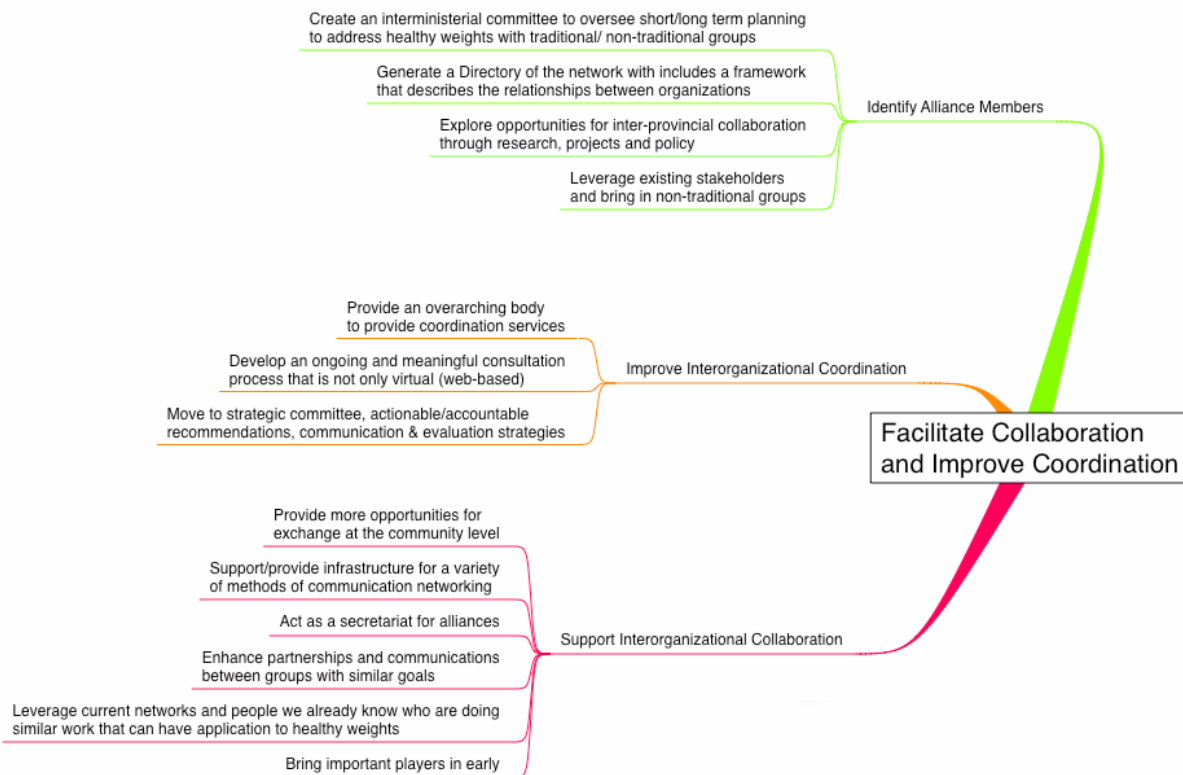 Create an interministerial committee to oversee short/long term planning
to address healthy weights with traditional/ non-traditional groups
Generate a Directory of the network with includes a framework
that describes the relationships between organizations
Explore opportunities for inter-provincial collaboration
through research, projects and policy
Leverage existing stakeholders
and bring in non-traditional groups
Identify Alliance Members
Provide an overarching body
to provide coordination services
Develop an ongoing and meaningful consultation
process that is not only virtual (web-based)
Move to strategic committee, actionable/accountable
recommendations, communication & evaluation strategies
Improve Interorganizational Coordination
Facilitate Collaboration
and Improve Coordination
Provide more opportunities for
exchange at the community level
Support/provide infrastructure for a variety
of methods of communication networking
Act as a secretariat for alliances
Enhance partnerships and communications
between groups with similar goals
Leverage current networks and people we already know who are doing
similar work that can have application to healthy weights
Bring important players in early
Support Interorganizational Collaboration